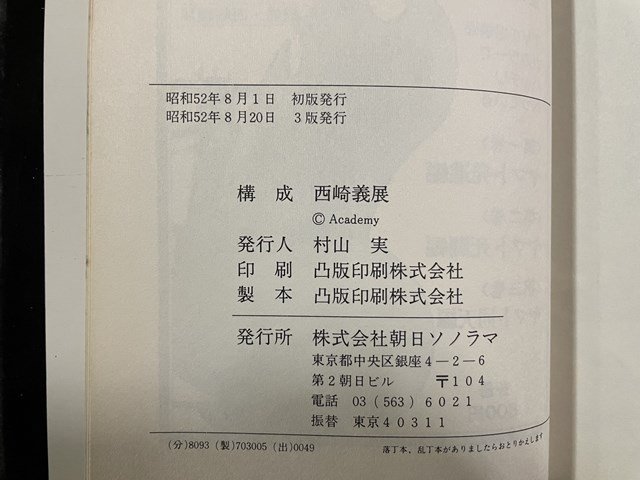 昭和52年8月1日　初版発行
昭和52年8月20日　3版発行
構成　西崎義展
© Academy
発行人　村山　実
印刷　凸版印刷株式会社
製本　凸版印刷株式会社
発行所　株式会社朝日ソノラマ
東京都中央区銀座4－2－6
第2朝日ビル　〒104
電話　03 (563) 6021
振替　東京40311
(分)8093 (製)703005 (出)0049
落丁本、乱丁本がありましたらおとりかえします